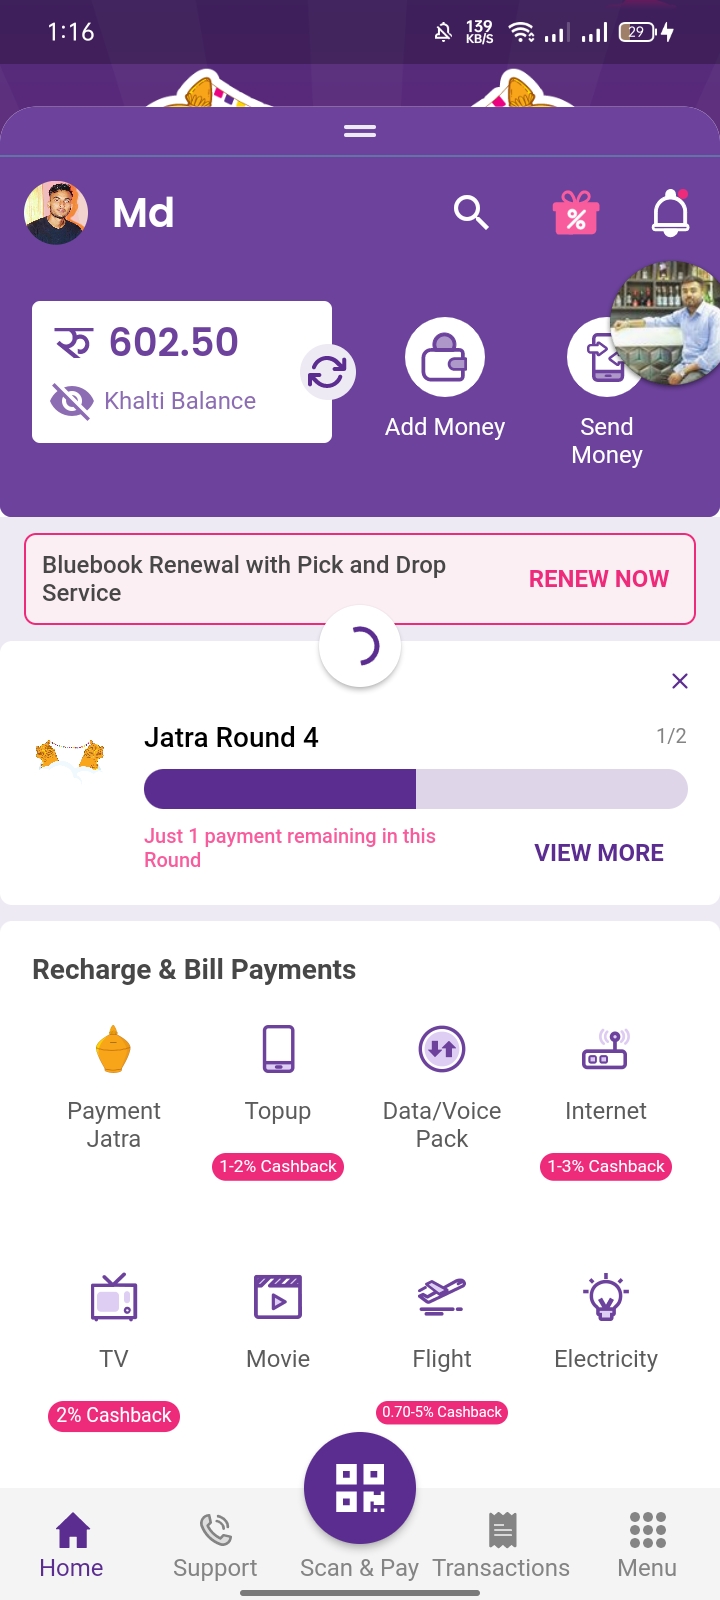 1:16
139
KB/S
29
Md
रु 602.50
Khalti Balance
Add Money
Send
Money
Bluebook Renewal with Pick and Drop
Service
RENEW NOW
Jatra Round 4
1/2
Just 1 payment remaining in this
Round
VIEW MORE
Recharge & Bill Payments
Payment
Jatra
Topup
Data/Voice
Pack
Internet
1-2% Cashback
1-3% Cashback
TV
Movie
Flight
Electricity
2% Cashback
0.70-5% Cashback
Home
Support
Scan & Pay
Transactions
Menu